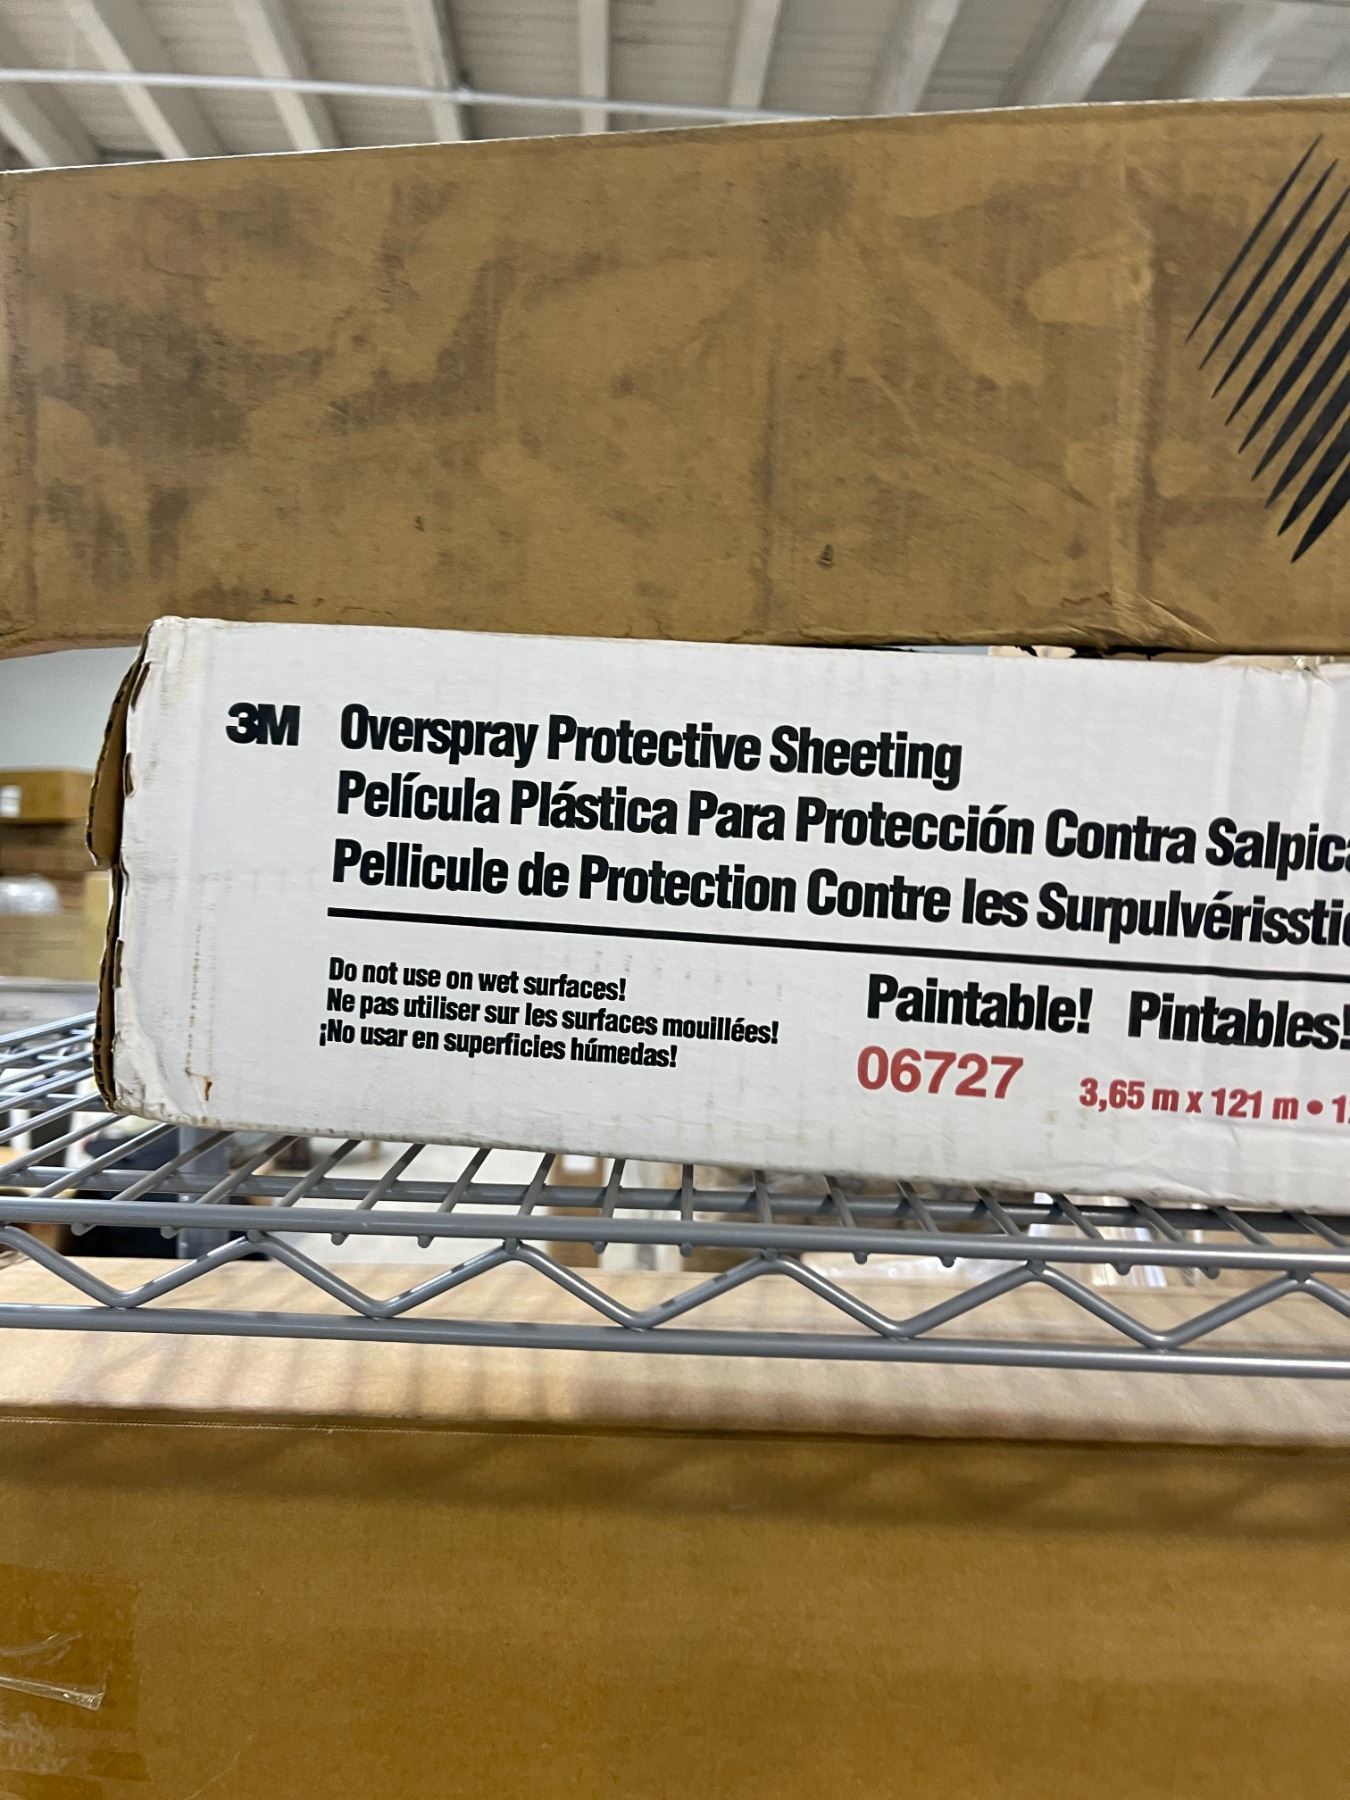 3M Overspray Protective Sheeting
Película Plástica Para Protección Contra
Pellicule de Protection Contre les
Do not use on wet surfaces!
Ne pas utiliser sur les surfaces mouillées!
¡No usar en superficies húmedas!
Paintable! Pintables!
06727 3,65 m x 121 m •